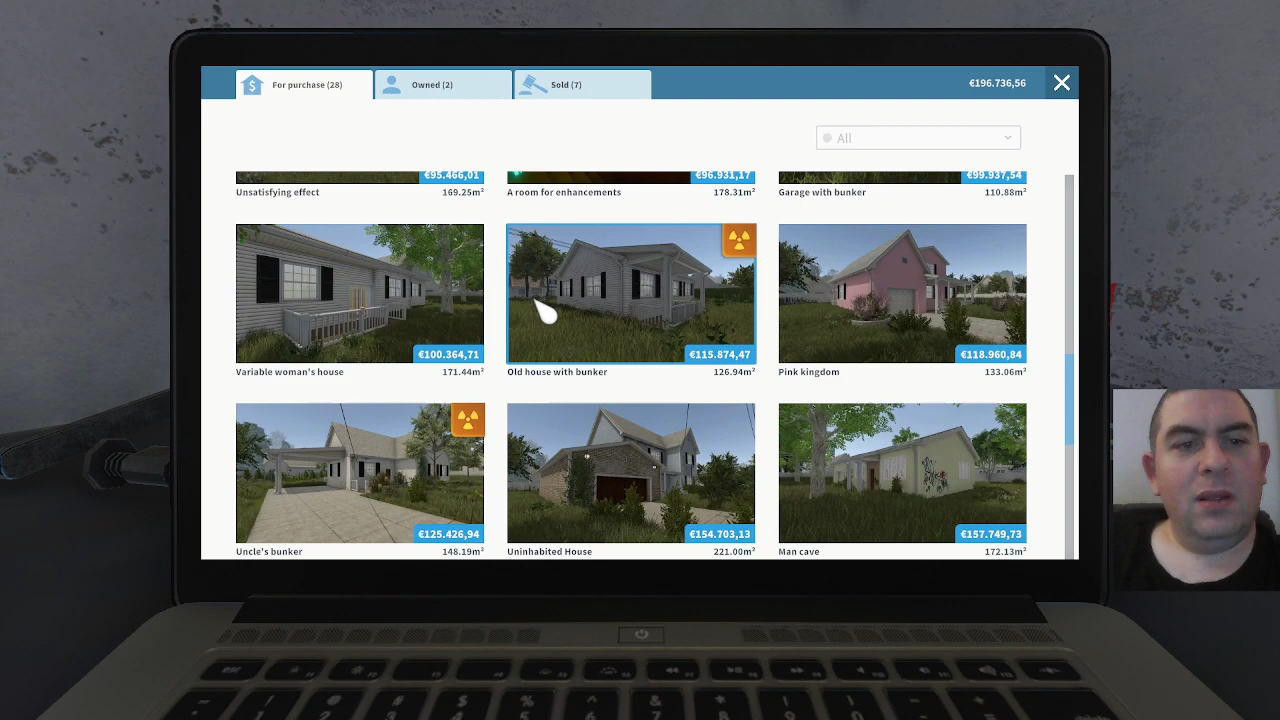 For purchase (28)
Owned (2)
Sold (7)
€196.736,56
All
€95.466,01
€96.931,17
€99.937,54
Unsatisfying effect
169.25m²
A room for enhancements
178.31m²
Garage with bunker
110.88m²
€100.364,71
€115.874,47
€118.960,84
Variable woman's house
171.44m²
Old house with bunker
126.94m²
Pink kingdom
133.06m²
€125.426,94
€154.703,13
€157.749,73
Uncle's bunker
148.19m²
Uninhabited House
221.00m²
Man cave
172.13m²